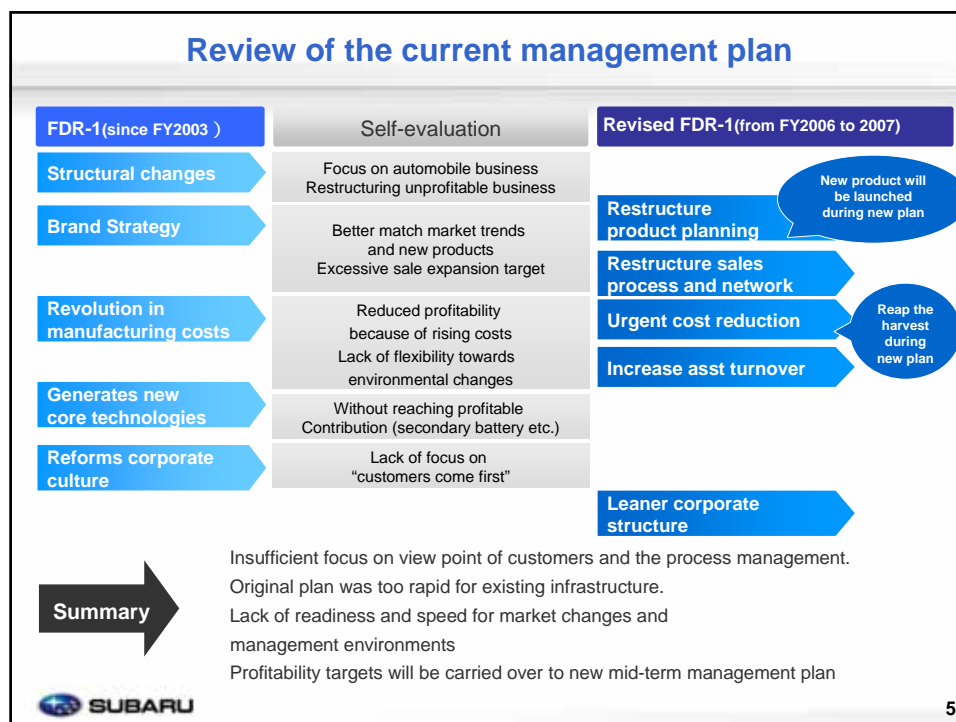 Review of the current management plan
FDR-1(since FY2003 ）
Self-evaluation
Revised FDR-1(from FY2006 to 2007)
Structural changes
Focus on automobile business
Restructuring unprofitable business
New product will
be launched
during new plan
Brand Strategy
Better match market trends
and new products
Excessive sale expansion target
Restructure
product planning
Restructure sales
process and network
Revolution in
manufacturing costs
Reduced profitability
because of rising costs
Lack of flexibility towards
environmental changes
Urgent cost reduction
Reap the
harvest
during
new plan
Increase asst turnover
Generates new
core technologies
Without reaching profitable
Contribution (secondary battery etc.)
Reforms corporate
culture
Lack of focus on
“customers come first”
Leaner corporate
structure
Summary
Insufficient focus on view point of customers and the process management.
Original plan was too rapid for existing infrastructure.
Lack of readiness and speed for market changes and
management environments
Profitability targets will be carried over to new mid-term management plan
SUBARU
5